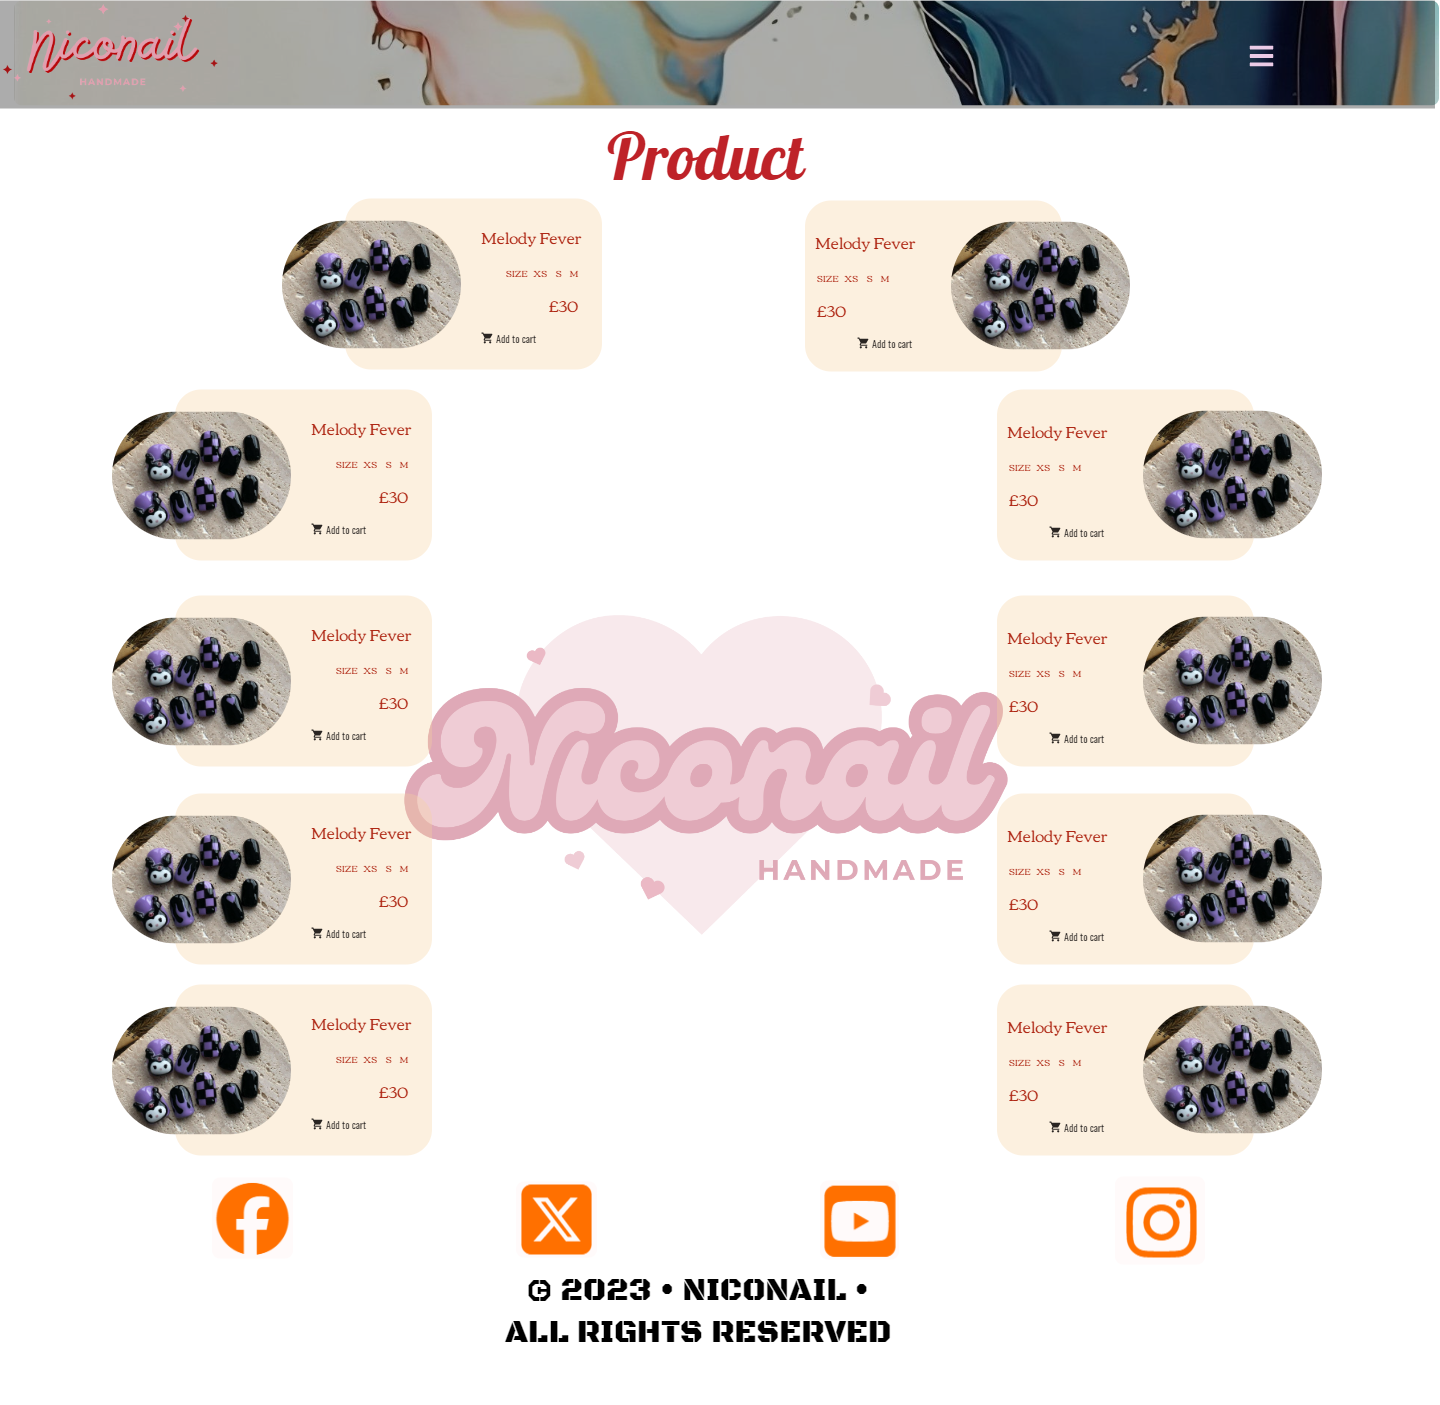 Niconail
HANDMADE
Product
Melody Fever
SIZE XS S M
£30
Add to cart
Melody Fever
SIZE XS S M
£30
Add to cart
Melody Fever
SIZE XS S M
£30
Add to cart
Melody Fever
SIZE XS S M
£30
Add to cart
Melody Fever
SIZE XS S M
£30
Add to cart
Melody Fever
SIZE XS S M
£30
Add to cart
Niconail
HANDMADE
Melody Fever
SIZE XS S M
£30
Add to cart
Melody Fever
SIZE XS S M
£30
Add to cart
Melody Fever
SIZE XS S M
£30
Add to cart
Melody Fever
SIZE XS S M
£30
Add to cart
© 2023 • NICONAIL •
ALL RIGHTS RESERVED